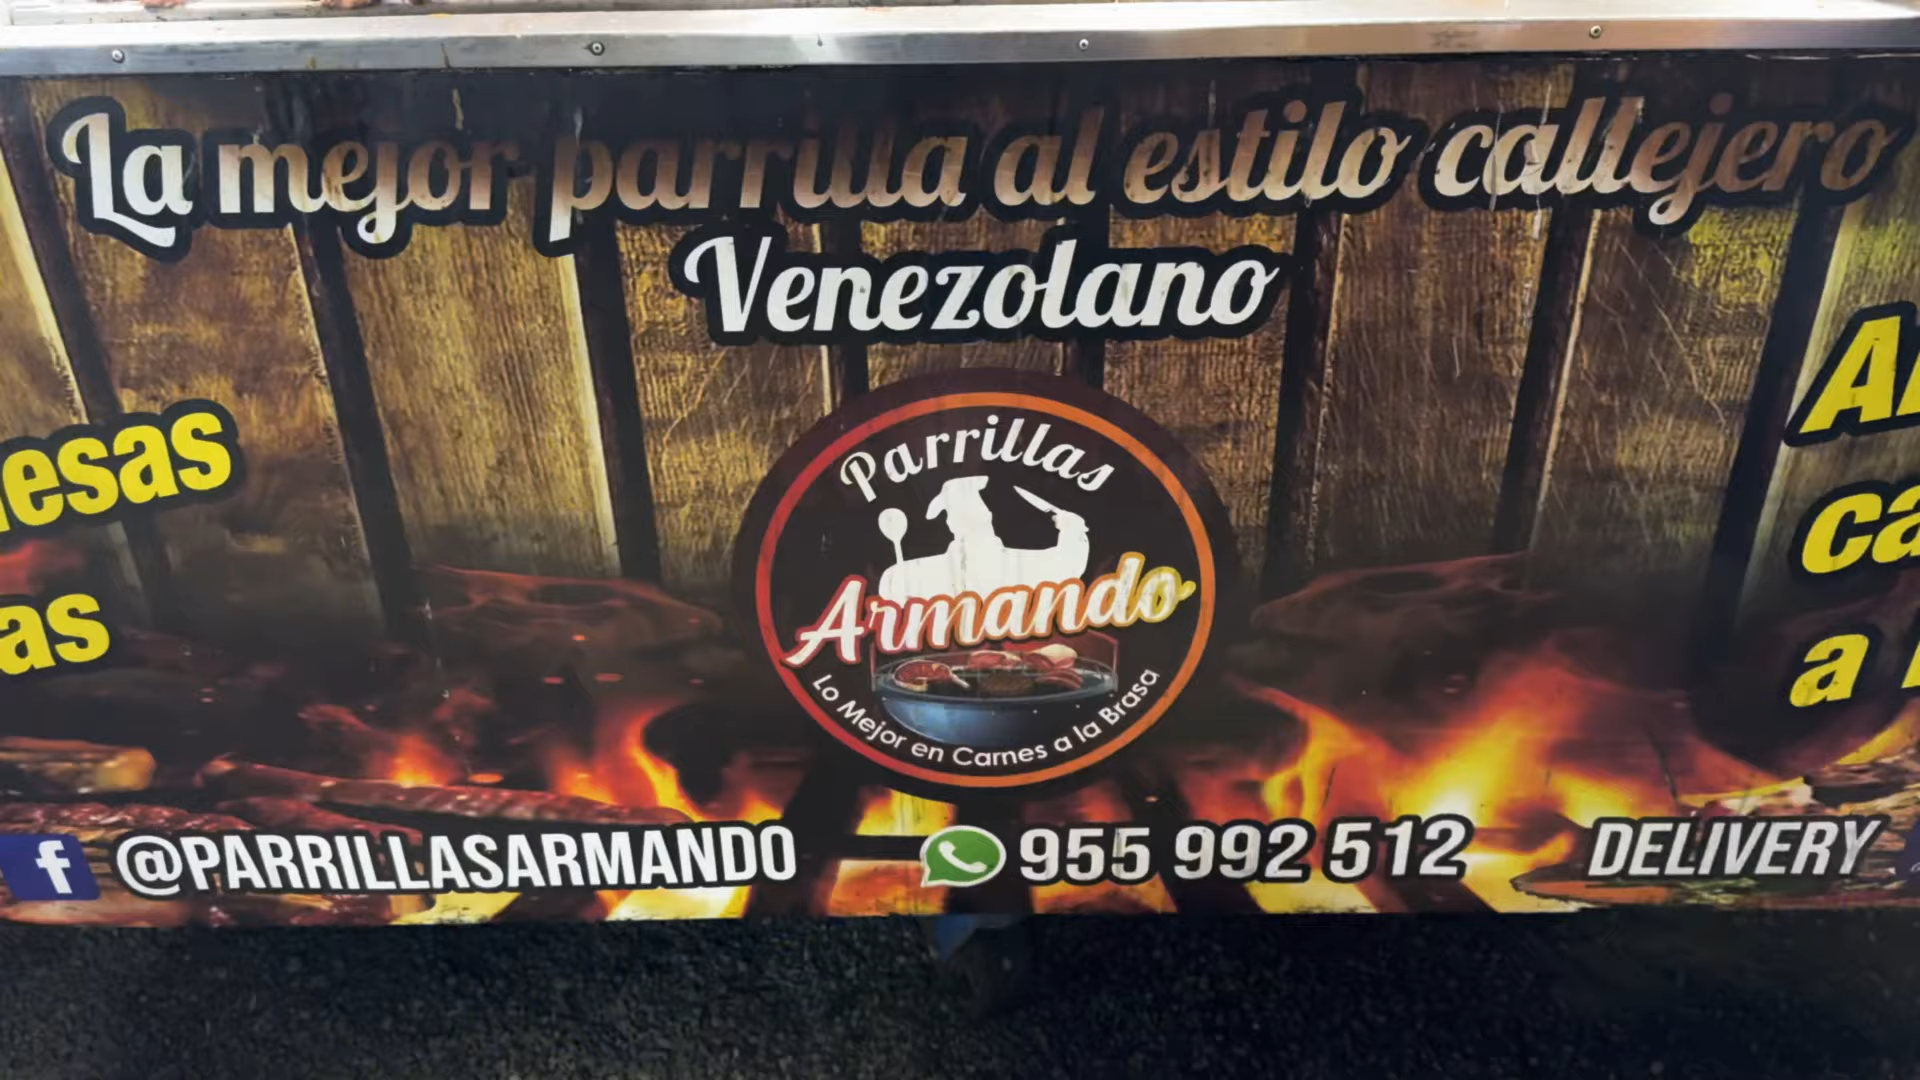 La mejor parrilla al estilo callejero
Venezolano
Parrillas
Armando
Lo Mejor en Carnes a la Brasa
@PARRILLASARMANDO
955 992 512
DELIVERY